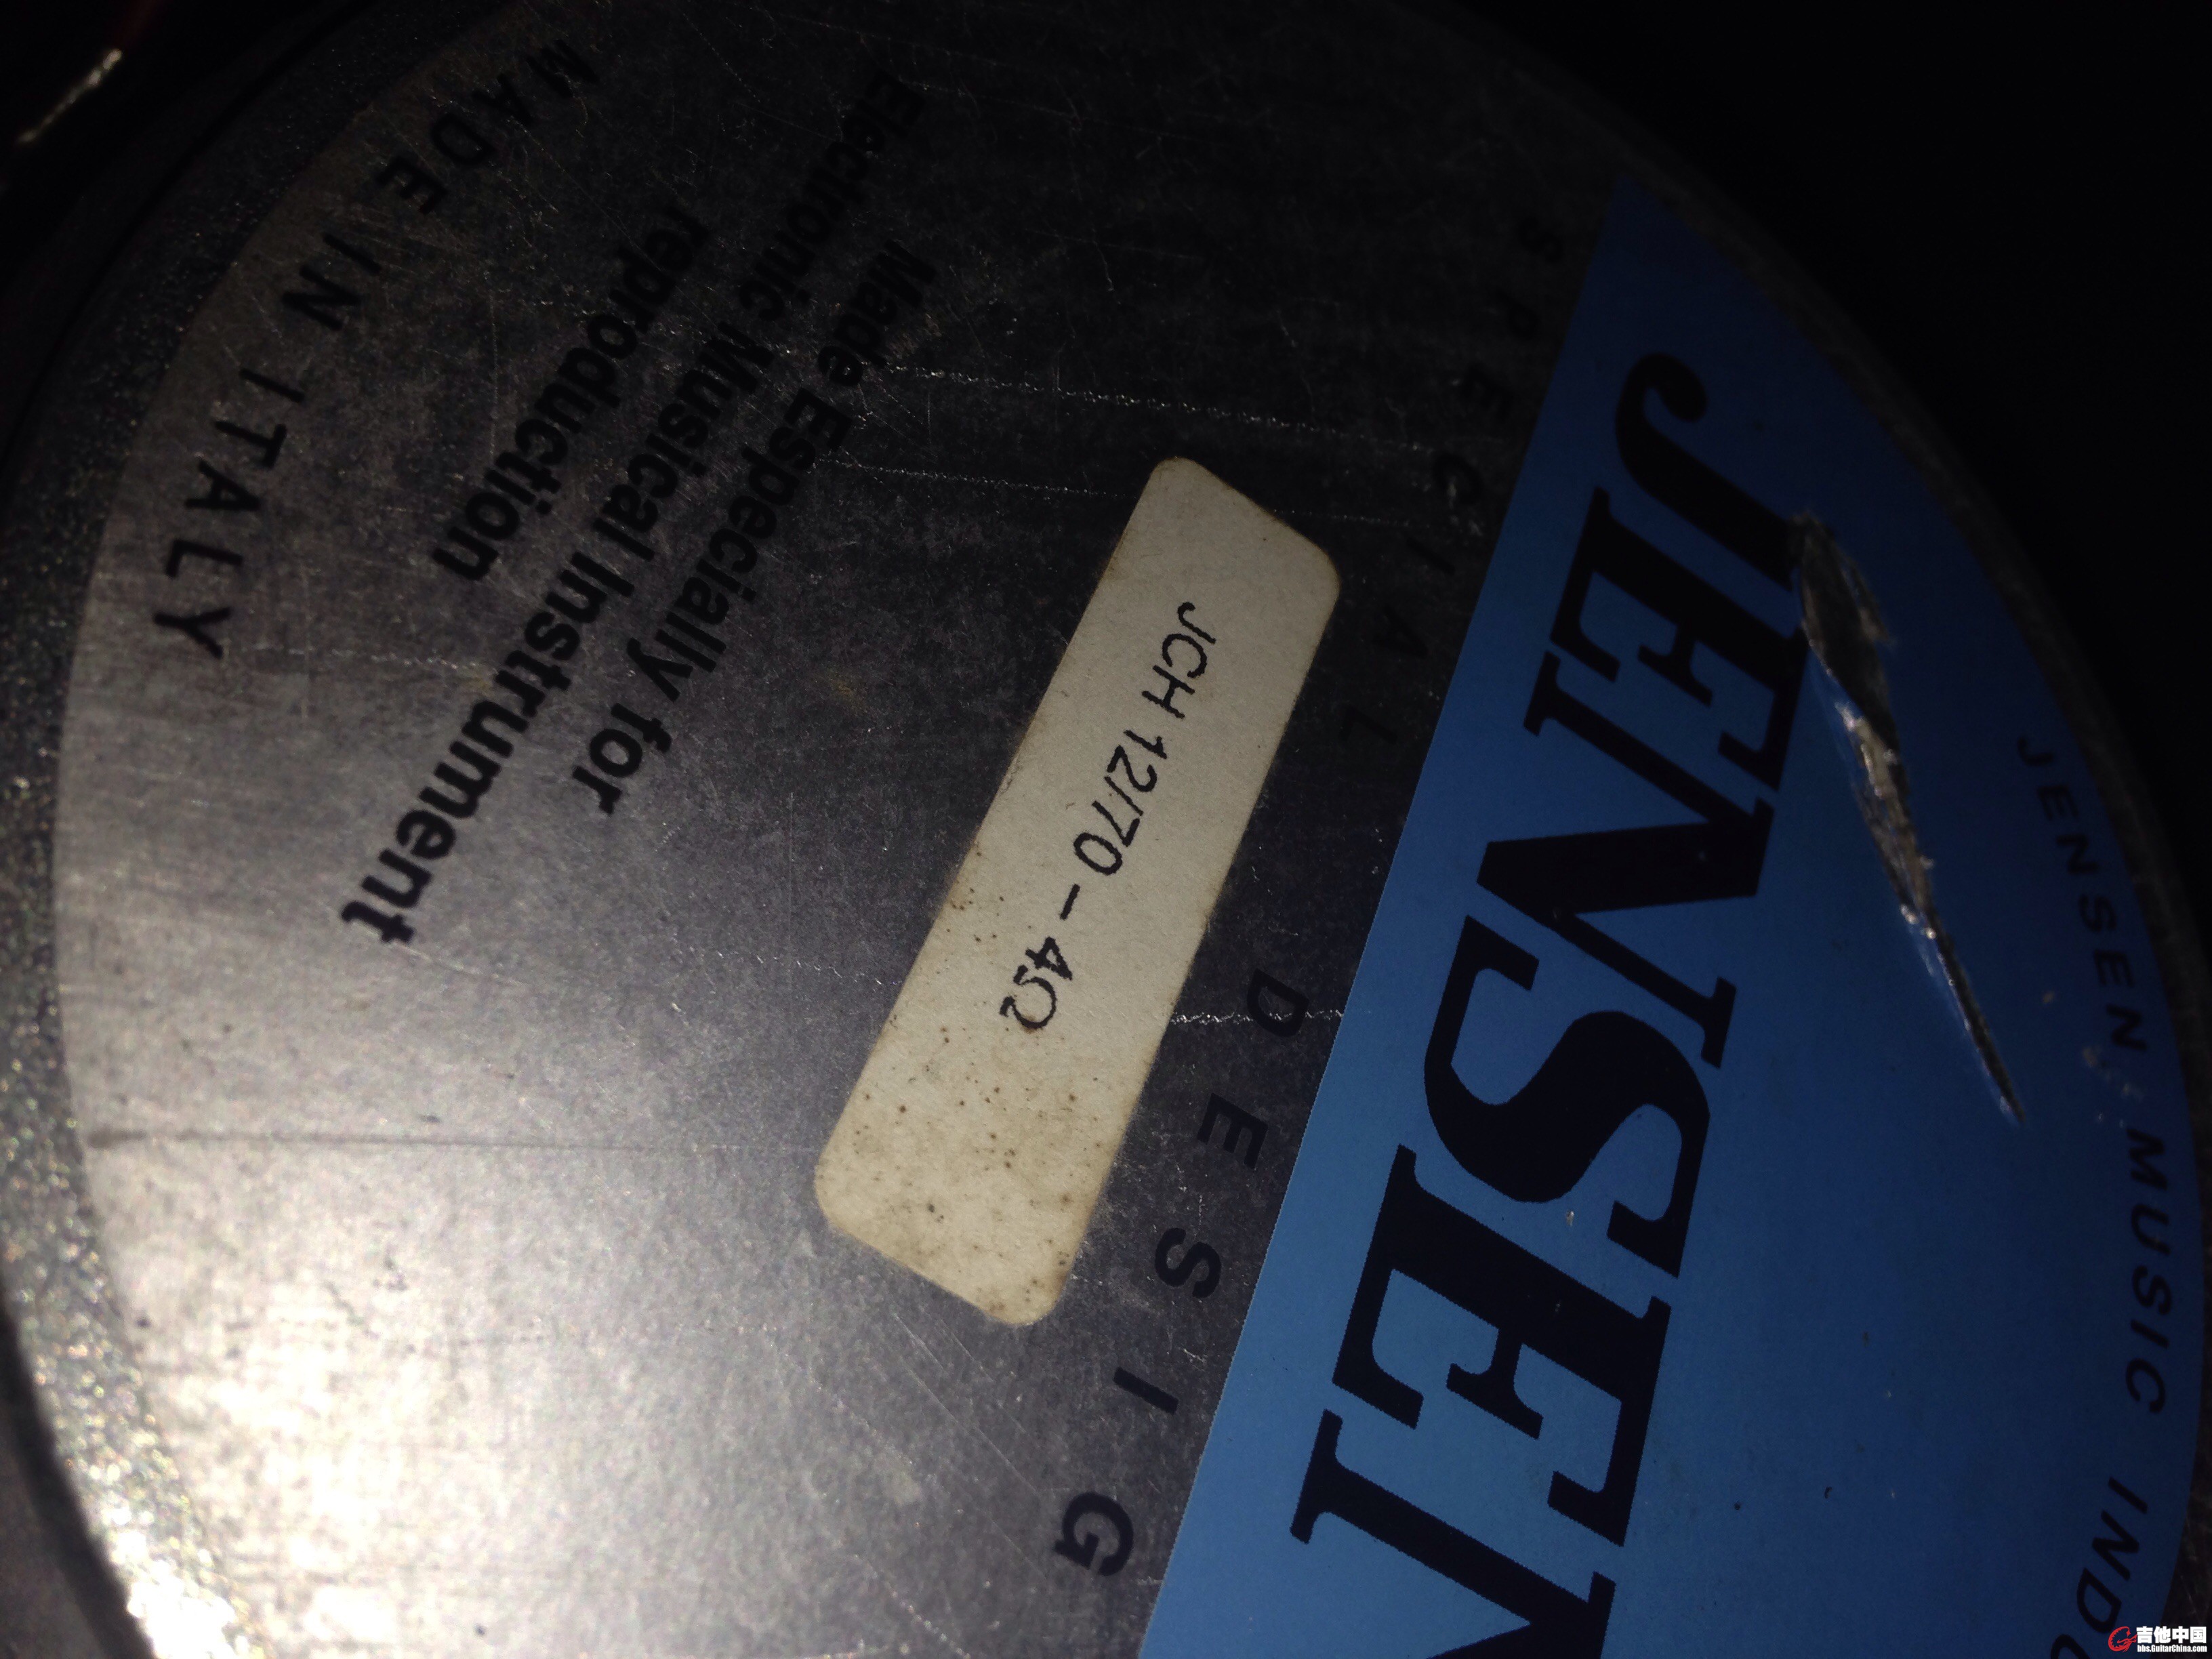 JENSEN MUSIC INDU
JENSEN
SPECIAL DESIG
JCH 12/70 – 4Ω
Made Especially for
Electronic Musical Instrument
reproduction
MADE IN ITALY
吉他中国
bbs.GuitarChina.com